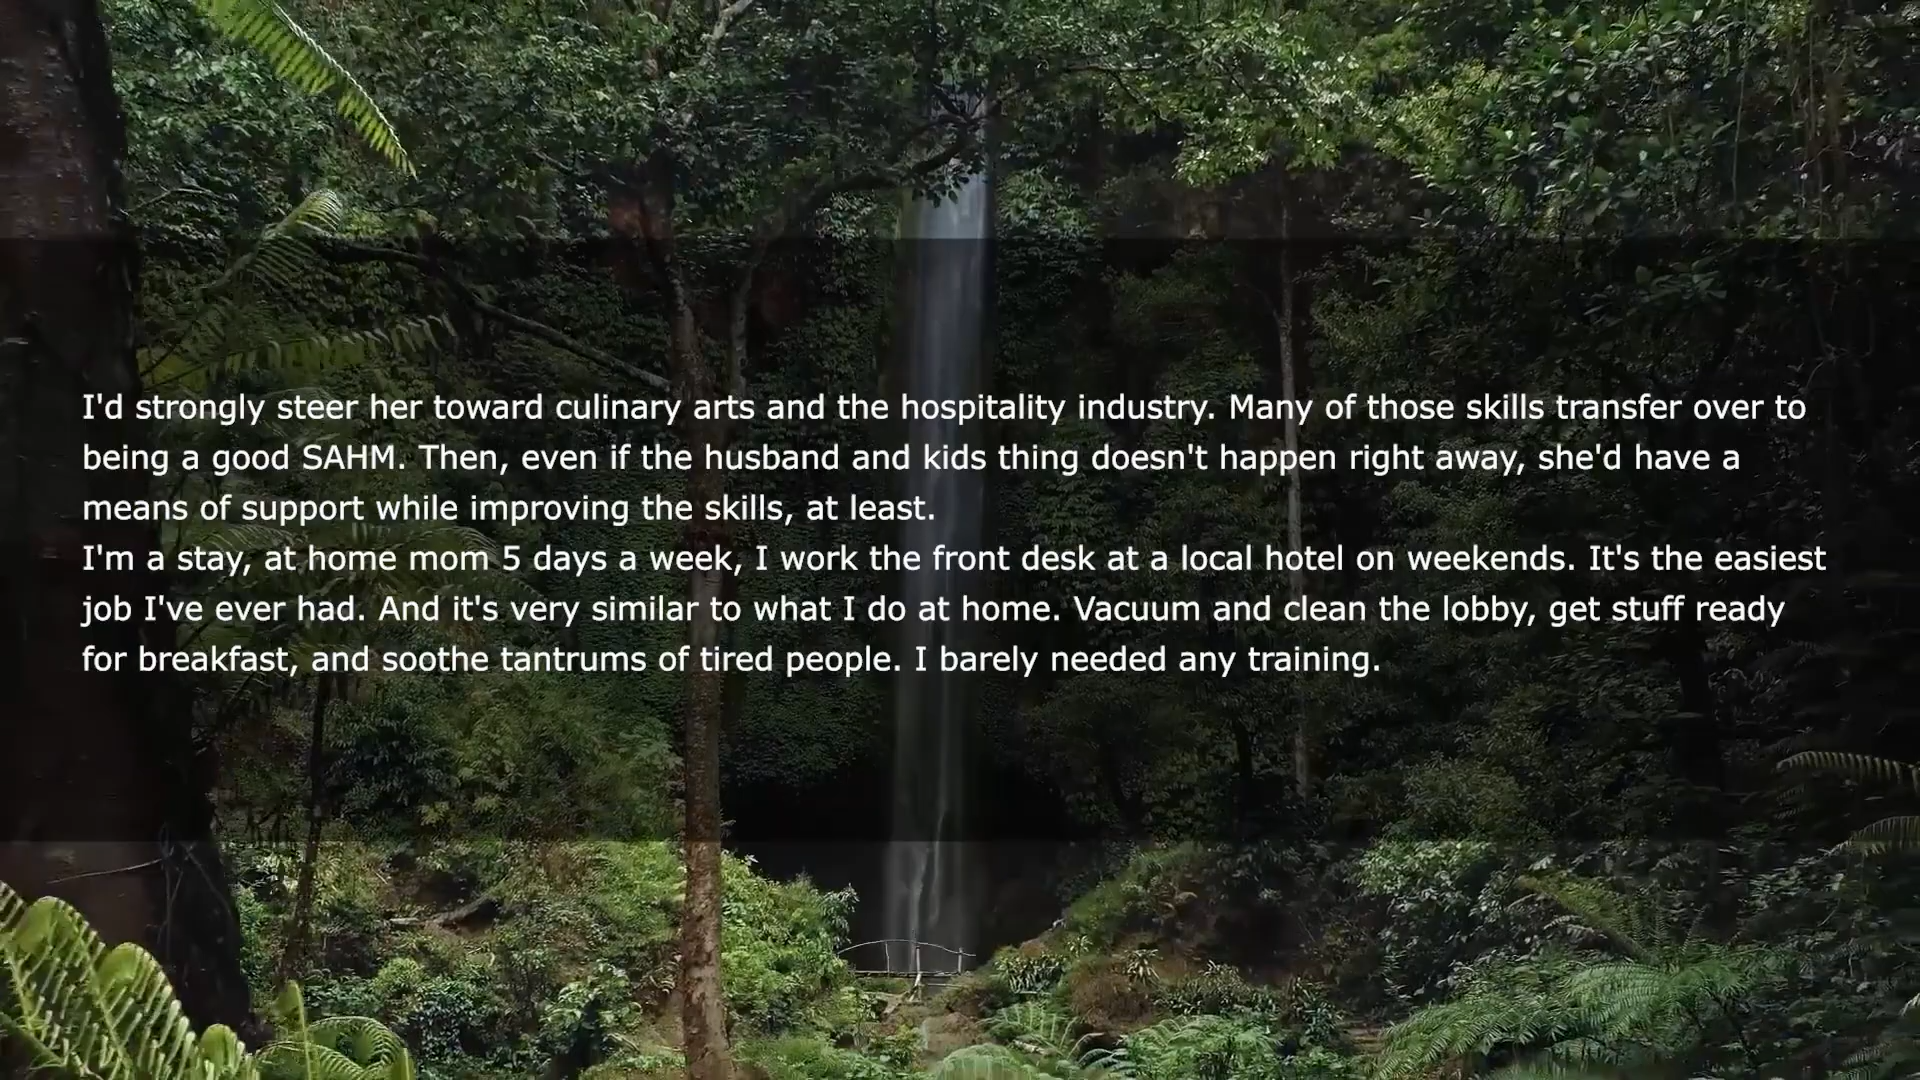 I'd strongly steer her toward culinary arts and the hospitality industry. Many of those skills transfer over to
being a good SAHM. Then, even if the husband and kids thing doesn't happen right away, she'd have a
means of support while improving the skills, at least.
I'm a stay, at home mom 5 days a week, I work the front desk at a local hotel on weekends. It's the easiest
job I've ever had. And it's very similar to what I do at home. Vacuum and clean the lobby, get stuff ready
for breakfast, and soothe tantrums of tired people. I barely needed any training.